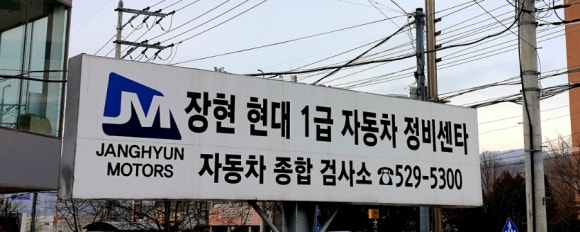 JM
JANGHYUN
MOTORS
장현 현대 1급 자동차 정비센타
자동차 종합 검사소 ☎529-5300